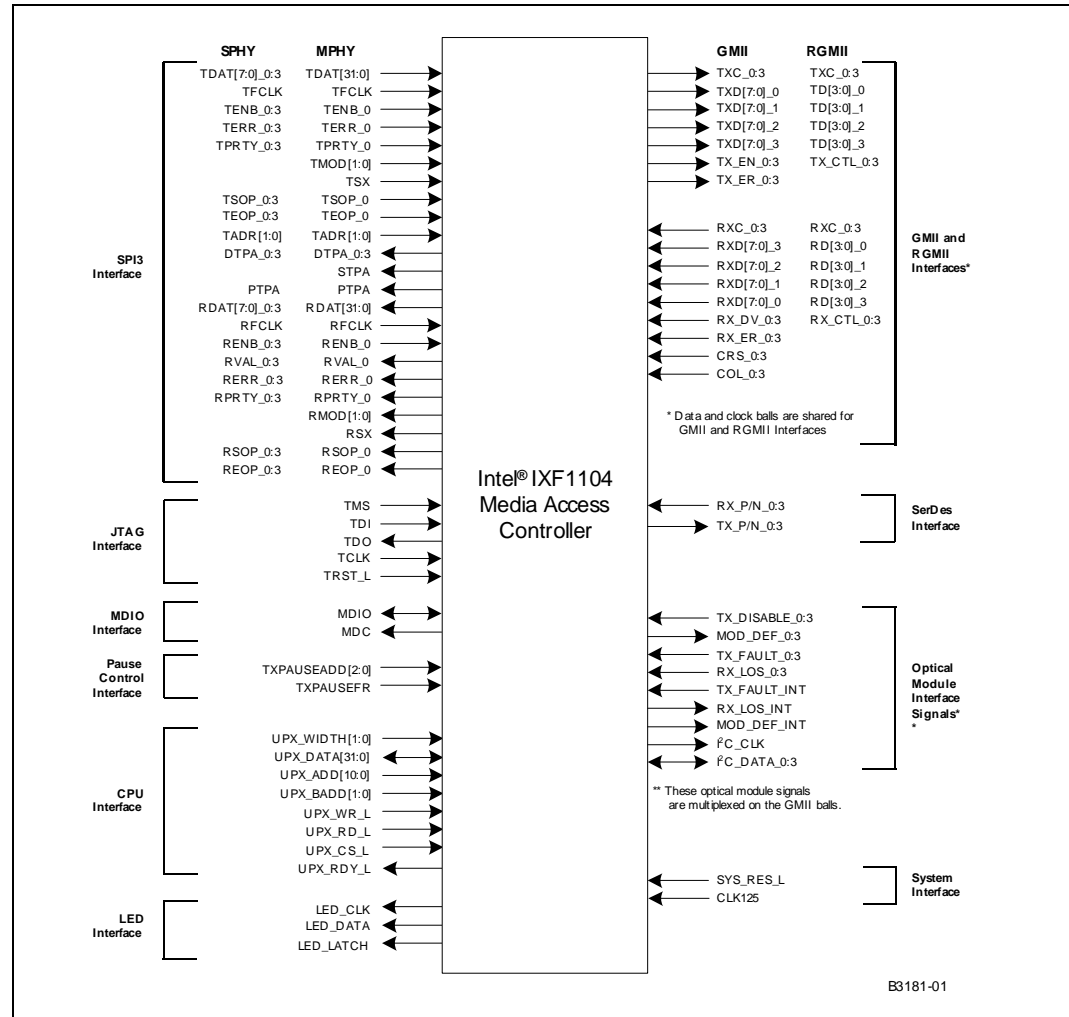 SPHY MPHY
TDAT[7:0]_0:3 TDAT[31:0]
TFCLK TFCLK
TENB_0:3 TENB_0
TERR_0:3 TERR_0
TPRTY_0:3 TPRTY_0
TMOD[1:0]
TSX
TSOP_0:3 TSOP_0
TEOP_0:3 TEOP_0
TADR[1:0] TADR[1:0]
DTPA_0:3 DTPA_0:3
STPA
PTPA PTPA
RDAT[7:0]_0:3 RDAT[31:0]
RFCLK RFCLK
RENB_0:3 RENB_0
RVAL_0:3 RVAL_0
RERR_0:3 RERR_0
RPRTY_0:3 RPRTY_0
RMOD[1:0]
RSX
RSOP_0:3 RSOP_0
REOP_0:3 REOP_0
SPI3
Interface
TMS
TDI
TDO
TCLK
TRST_L
JTAG
Interface
MDIO
MDC
MDIO
Interface
TXPAUSEADD[2:0]
TXPAUSEFR
Pause
Control
Interface
UPX_WIDTH[1:0]
UPX_DATA[31:0]
UPX_ADD[10:0]
UPX_BADD[1:0]
UPX_WR_L
UPX_RD_L
UPX_CS_L
UPX_RDY_L
CPU
Interface
LED_CLK
LED_DATA
LED_LATCH
LED
Interface
Intel® IXF1104
Media Access
Controller
GMII RGMII
TXC_0:3 TXC_0:3
TXD[7:0]_0 TD[3:0]_0
TXD[7:0]_1 TD[3:0]_1
TXD[7:0]_2 TD[3:0]_2
TXD[7:0]_3 TD[3:0]_3
TX_EN_0:3 TX_CTL_0:3
TX_ER_0:3
RXC_0:3 RXC_0:3
RXD[7:0]_3 RD[3:0]_0
RXD[7:0]_2 RD[3:0]_1
RXD[7:0]_1 RD[3:0]_2
RXD[7:0]_0 RD[3:0]_3
RX_DV_0:3 RX_CTL_0:3
RX_ER_0:3
CRS_0:3
COL_0:3
* Data and clock balls are shared for
GMII and RGMII Interfaces
GMII and
RGMII
Interfaces*
RX_P/N_0:3
TX_P/N_0:3
SerDes
Interface
TX_DISABLE_0:3
MOD_DEF_0:3
TX_FAULT_0:3
RX_LOS_0:3
TX_FAULT_INT
RX_LOS_INT
MOD_DEF_INT
I²C_CLK
I²C_DATA_0:3
Optical
Module
Interface
Signals*
*
** These optical module signals
are multiplexed on the GMII balls.
SYS_RES_L
CLK125
System
Interface
B3181-01